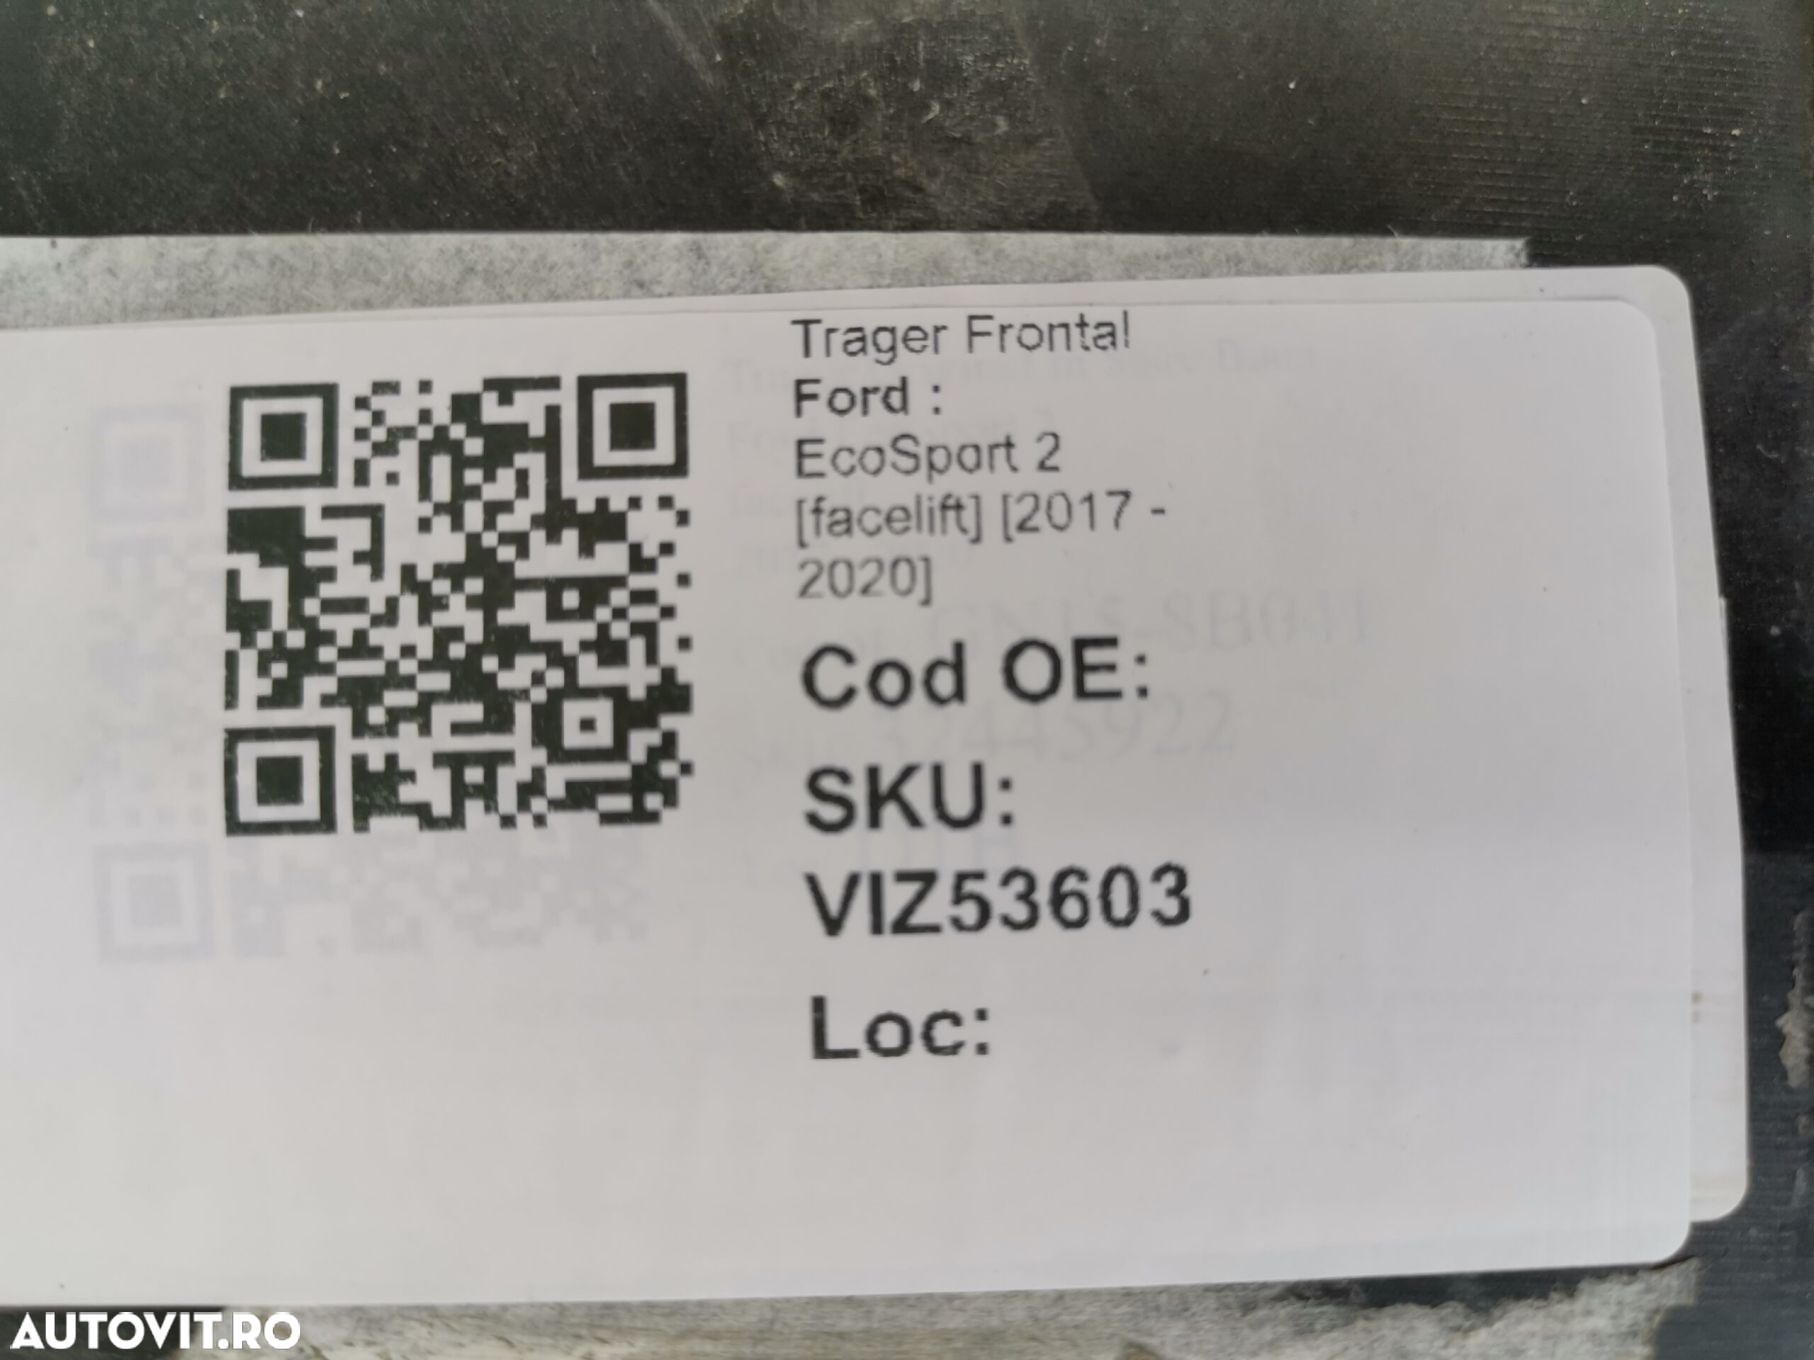 Trager Frontal
Ford :
EcoSport 2
[facelift] [2017 -
2020]
Cod OE:
SKU:
VIZ53603
Loc:
AUTOVIT.RO